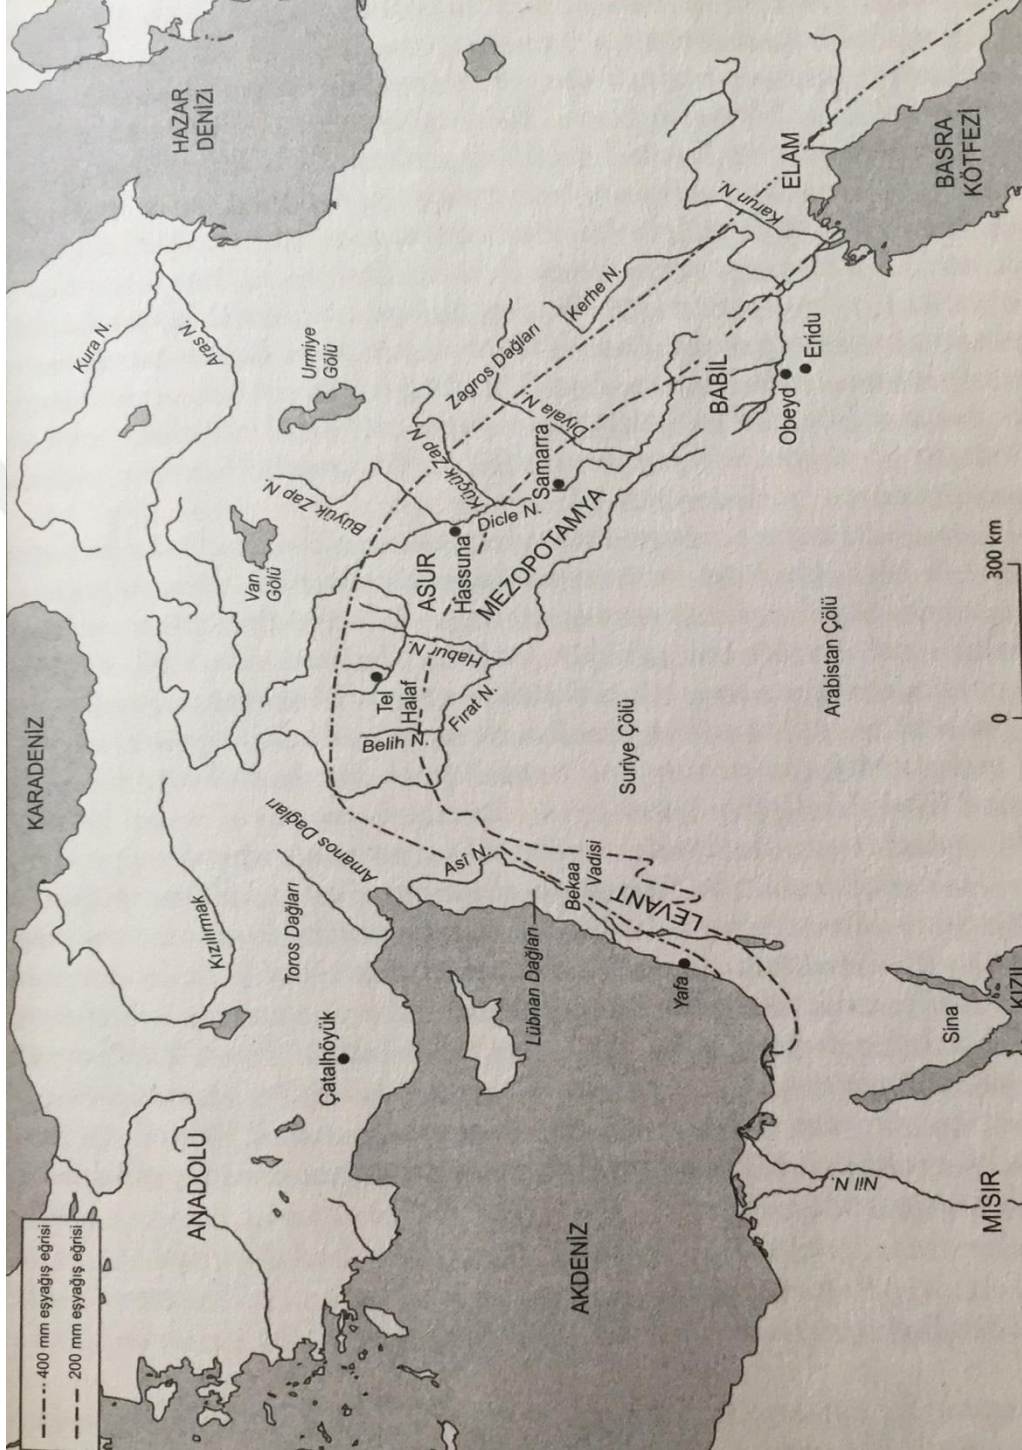 400 mm eşyağış eğrisi
200 mm eşyağış eğrisi
KARADENİZ
HAZAR
DENİZİ
Kura N.
Aras N.
Kızılırmak
ANADOLU
Van
Gölü
Urmiye
Gölü
Toros Dağları
Amanos Dağları
Çatalhöyük
Büyük Zap N.
Küçük Zap N.
Zagros Dağları
Belih N.
Tel
Halaf
Habur N.
Fırat N.
ASUR
Hassuna
Dicle N.
Samarra
Diyala N.
Kerhe N.
MEZOPOTAMYA
Asî N.
Lübnan Dağları
Bekaa
Vadisi
LEVANT
Suriye Çölü
AKDENİZ
Yafa
BABİL
Obeyd
Eridu
Karun N.
ELAM
BASRA
KÖTFEZİ
Arabistan Çölü
Nil N.
MISIR
Sina
KIZIL
0
300 km